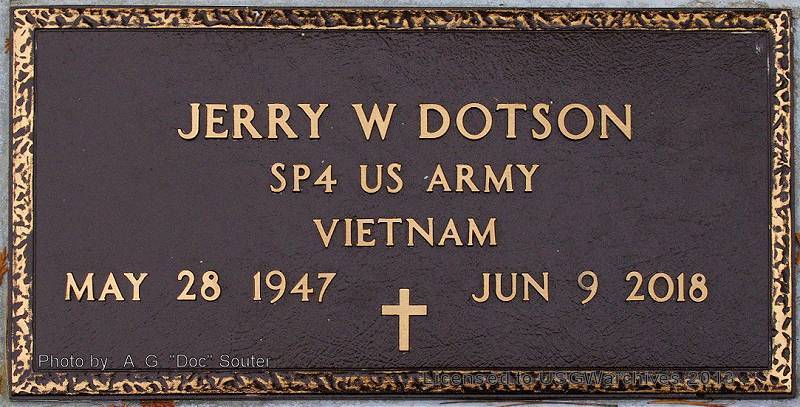 JERRY W DOTSON
SP4 US ARMY
VIETNAM
MAY 28 1947 JUN 9 2018
Photo by A G "Doc" Souter
Licensed to USGWarchives